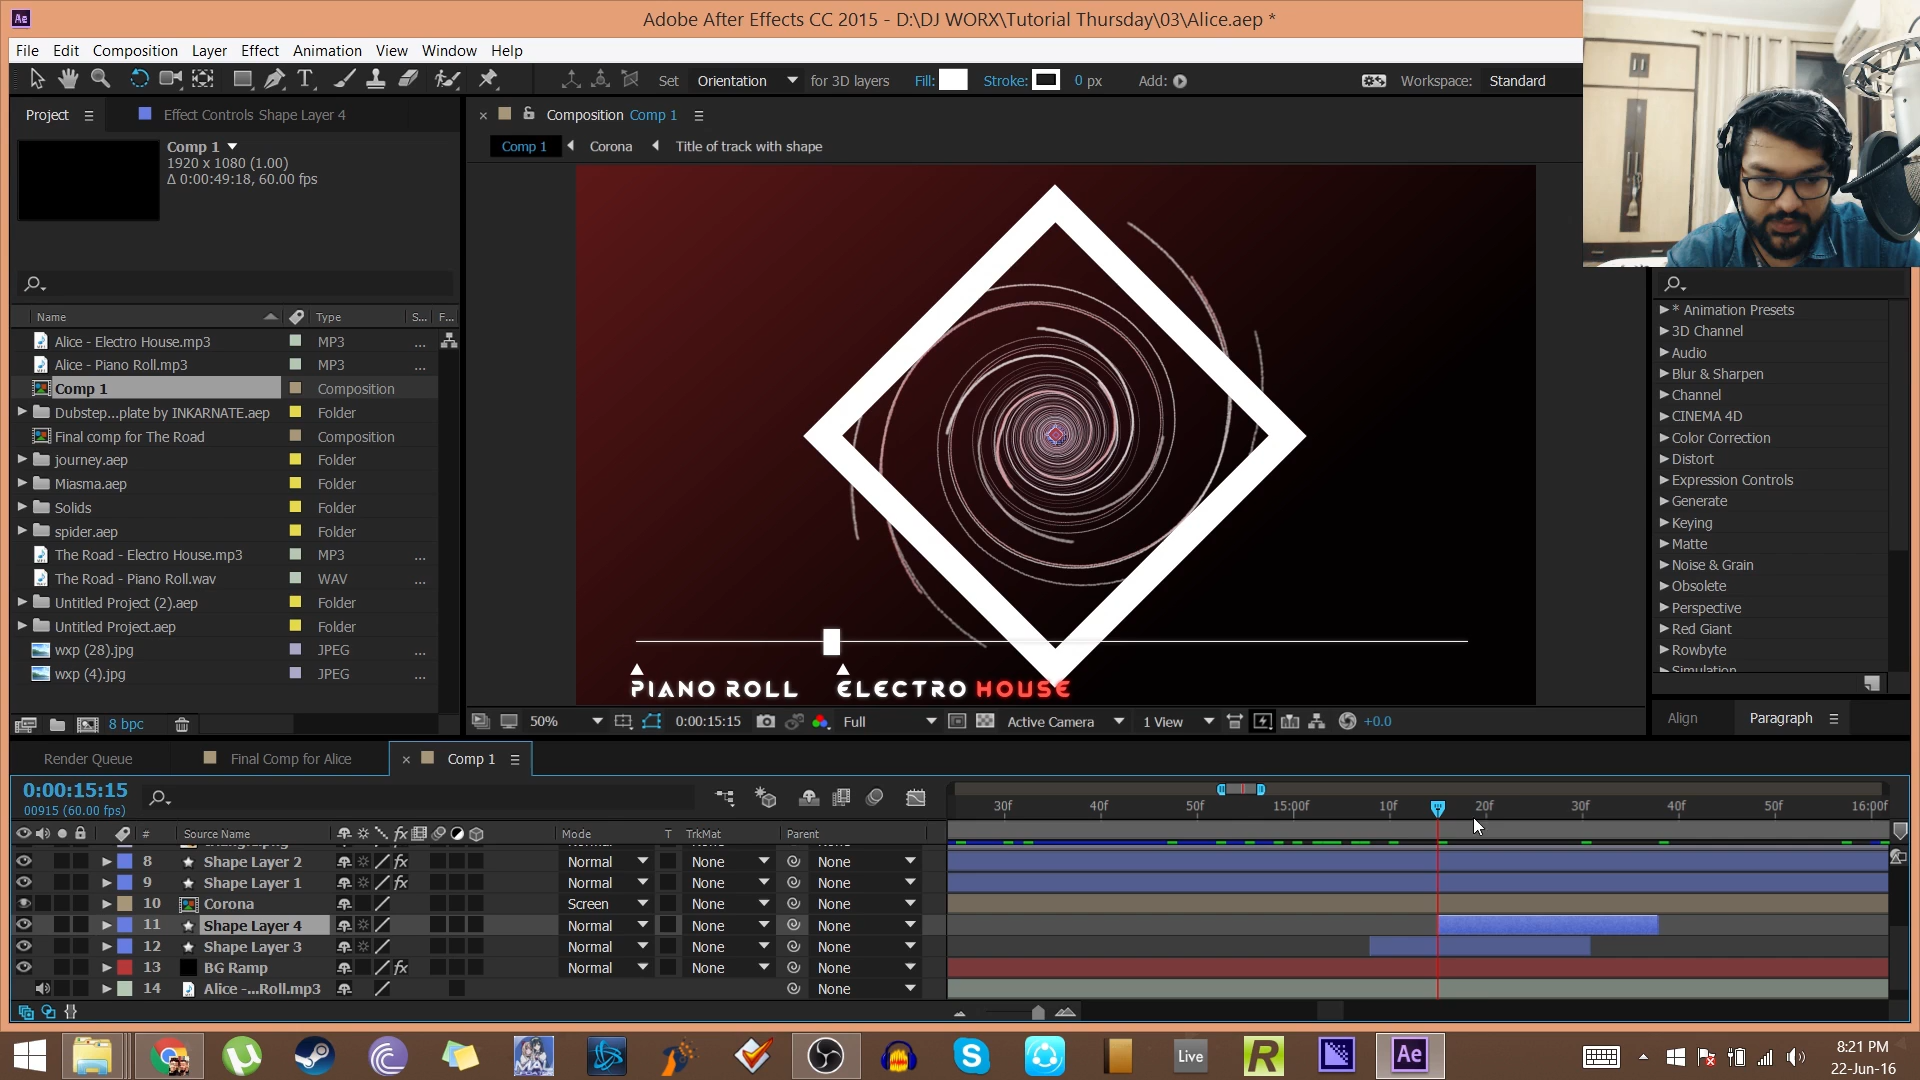 Ae
Adobe After Effects CC 2015 - D:\DJ WORX\Tutorial Thursday\03\Alice.aep *
File Edit Composition Layer Effect Animation View Window Help
Set Orientation for 3D layers Fill: Stroke: 0 px Add: Workspace: Standard
Project Effect Controls Shape Layer 4
Composition Comp 1
Comp 1 Corona Title of track with shape
Comp 1
1920 x 1080 (1.00)
Δ 0:00:49:18, 60.00 fps
Name Type S... F...
Alice - Electro House.mp3 MP3 ...
Alice - Piano Roll.mp3 MP3 ...
Comp 1 Composition
Dubstep...plate by INKARNATE.aep Folder
Final comp for The Road Composition
journey.aep Folder
Miasma.aep Folder
Solids Folder
spider.aep Folder
The Road - Electro House.mp3 MP3 ...
The Road - Piano Roll.wav WAV ...
Untitled Project (2).aep Folder
Untitled Project.aep Folder
wxp (28).jpg JPEG ...
wxp (4).jpg JPEG ...
8 bpc
PIANO ROLL ELECTRO HOUSE
50% 0:00:15:15 Full Active Camera 1 View +0.0
* Animation Presets
3D Channel
Audio
Blur & Sharpen
Channel
CINEMA 4D
Color Correction
Distort
Expression Controls
Generate
Keying
Matte
Noise & Grain
Obsolete
Perspective
Red Giant
Rowbyte
Simulation
Align Paragraph
Render Queue Final Comp for Alice Comp 1
0:00:15:15
00915 (60.00 fps)
30f 40f 50f 15:00f 10f 20f 30f 40f 50f 16:00f
# Source Name fx Mode T TrkMat Parent
8 Shape Layer 2 fx Normal None None
9 Shape Layer 1 fx Normal None None
10 Corona Screen None None
11 Shape Layer 4 Normal None None
12 Shape Layer 3 Normal None None
13 BG Ramp fx Normal None None
14 Alice -...Roll.mp3 None
MAL Live R Ae
8:21 PM
22-Jun-16